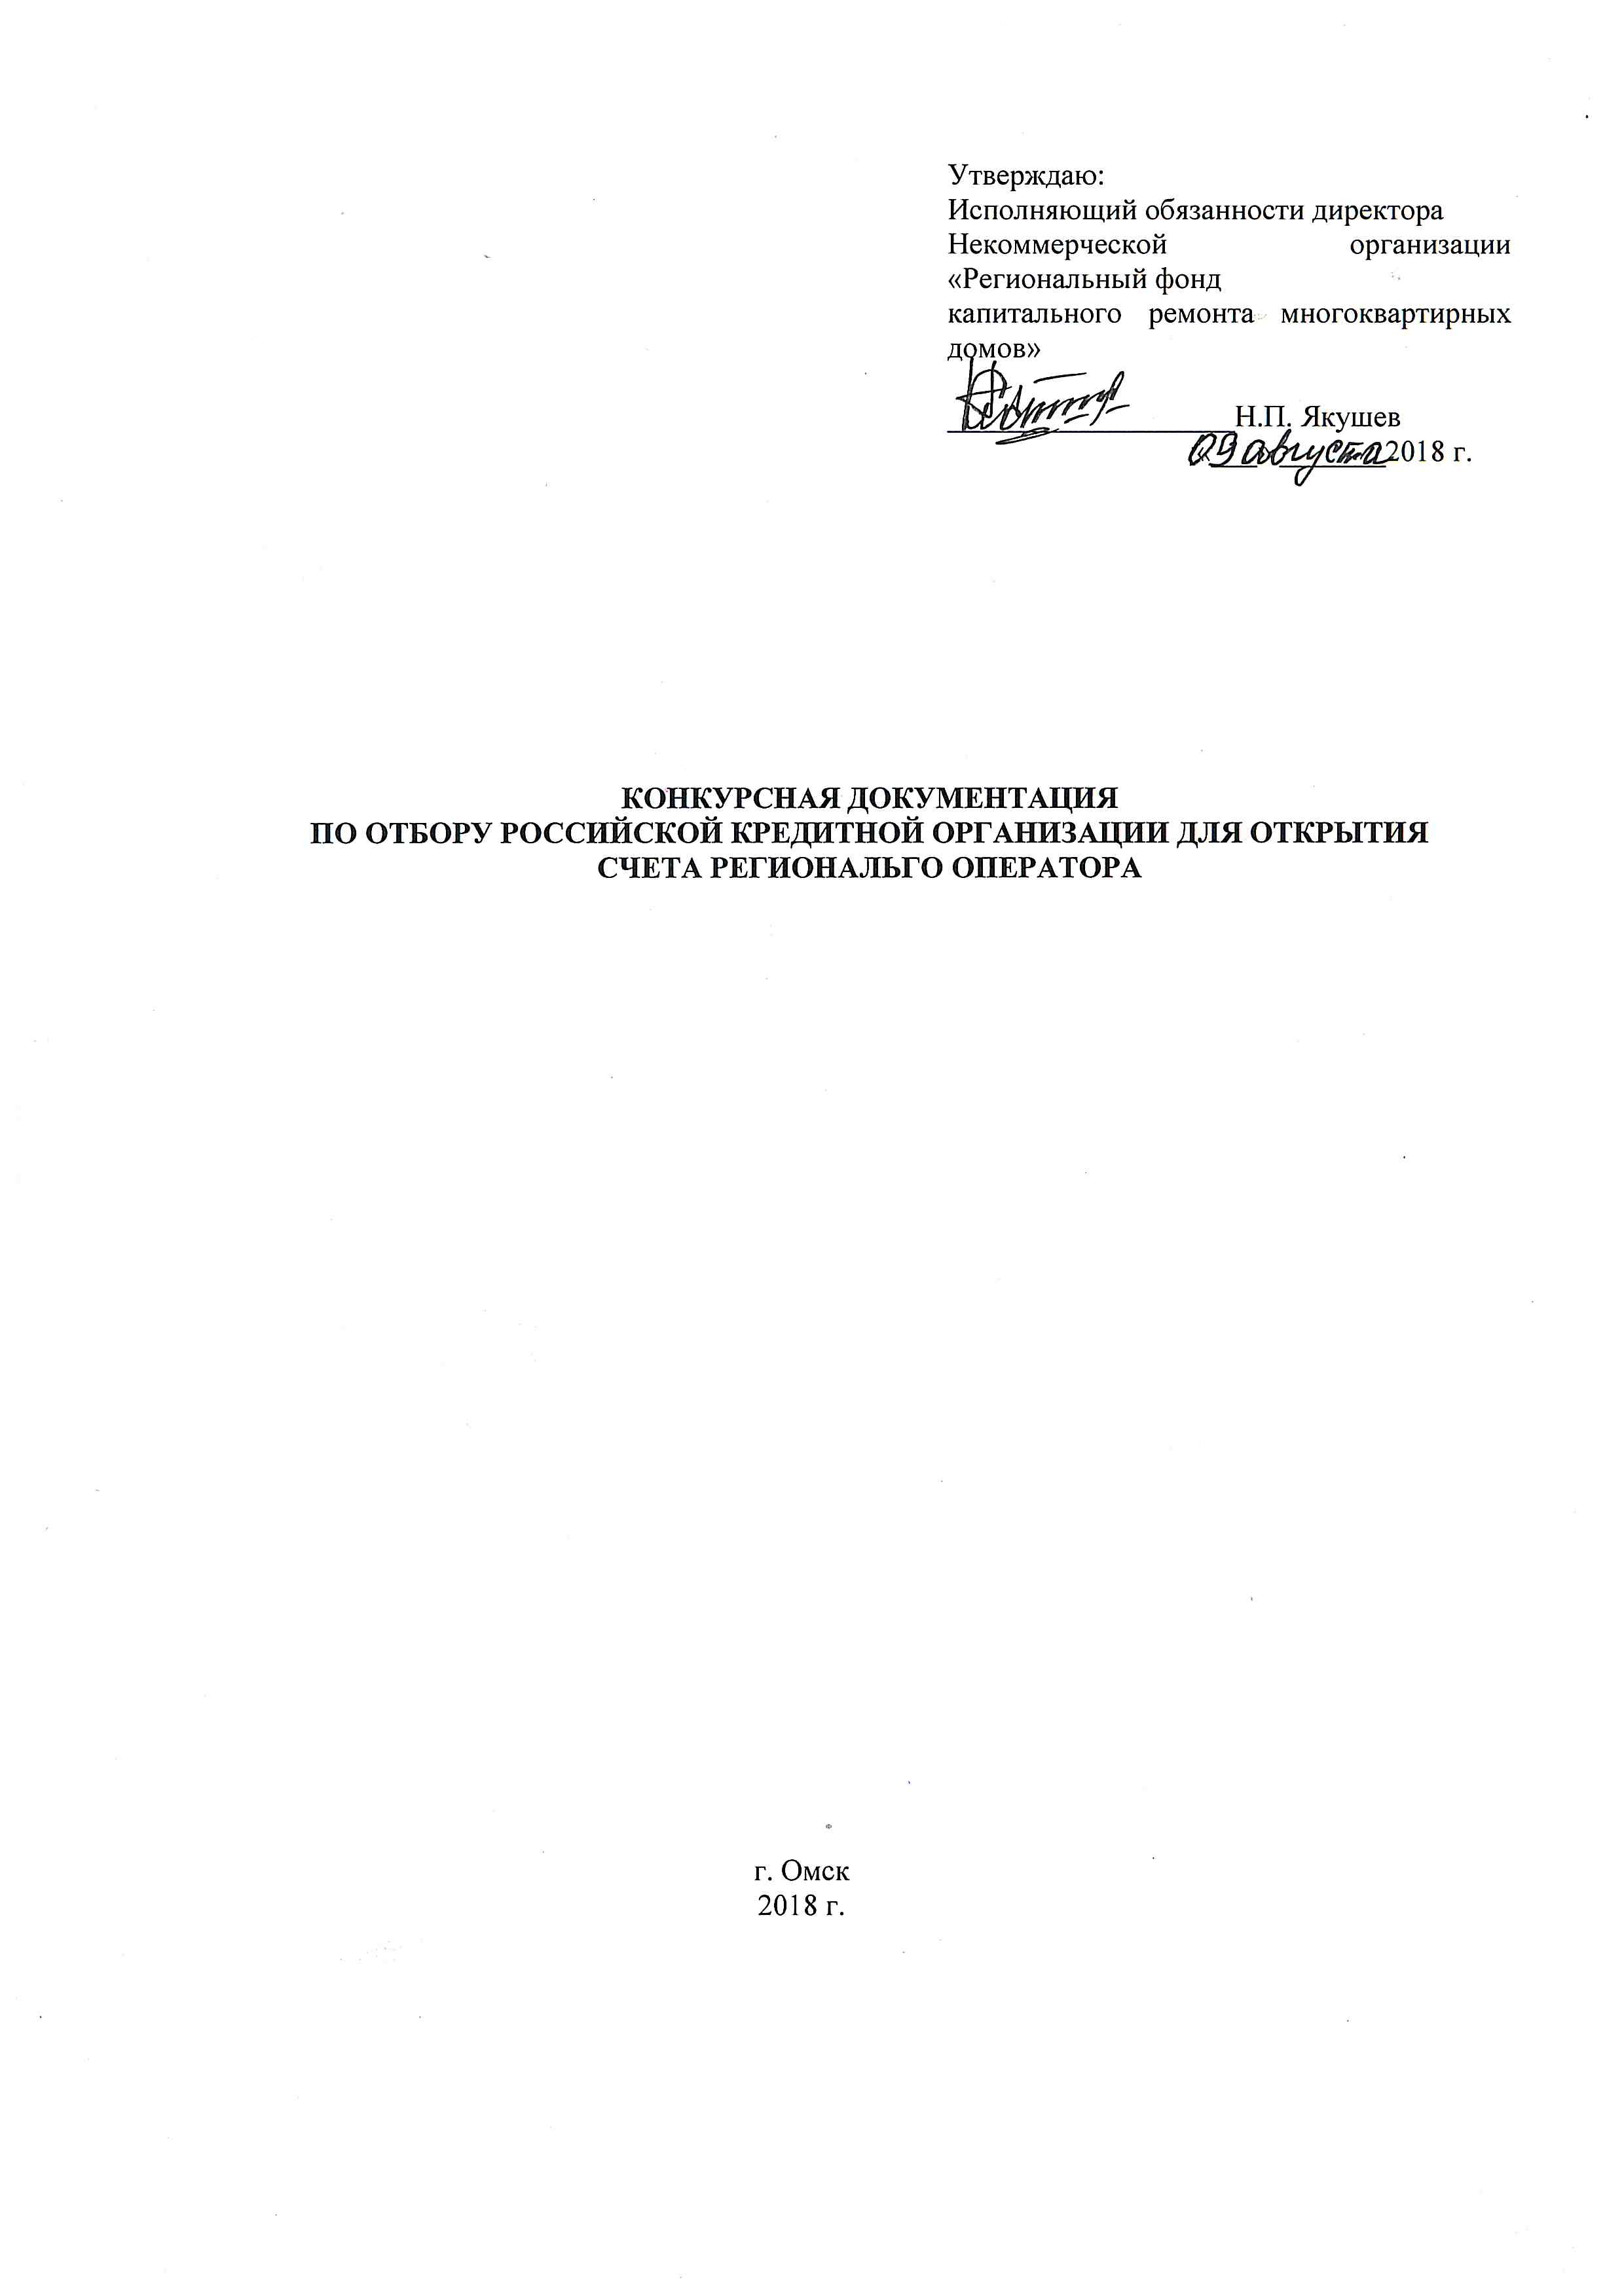 Утверждаю:
Исполняющий обязанности директора
Некоммерческой организации
«Региональный фонд
капитального ремонта многоквартирных
домов»
Н.П. Якушев
09 августа 2018 г.
КОНКУРСНАЯ ДОКУМЕНТАЦИЯ
ПО ОТБОРУ РОССИЙСКОЙ КРЕДИТНОЙ ОРГАНИЗАЦИИ ДЛЯ ОТКРЫТИЯ
СЧЕТА РЕГИОНАЛЬГО ОПЕРАТОРА
г. Омск
2018 г.